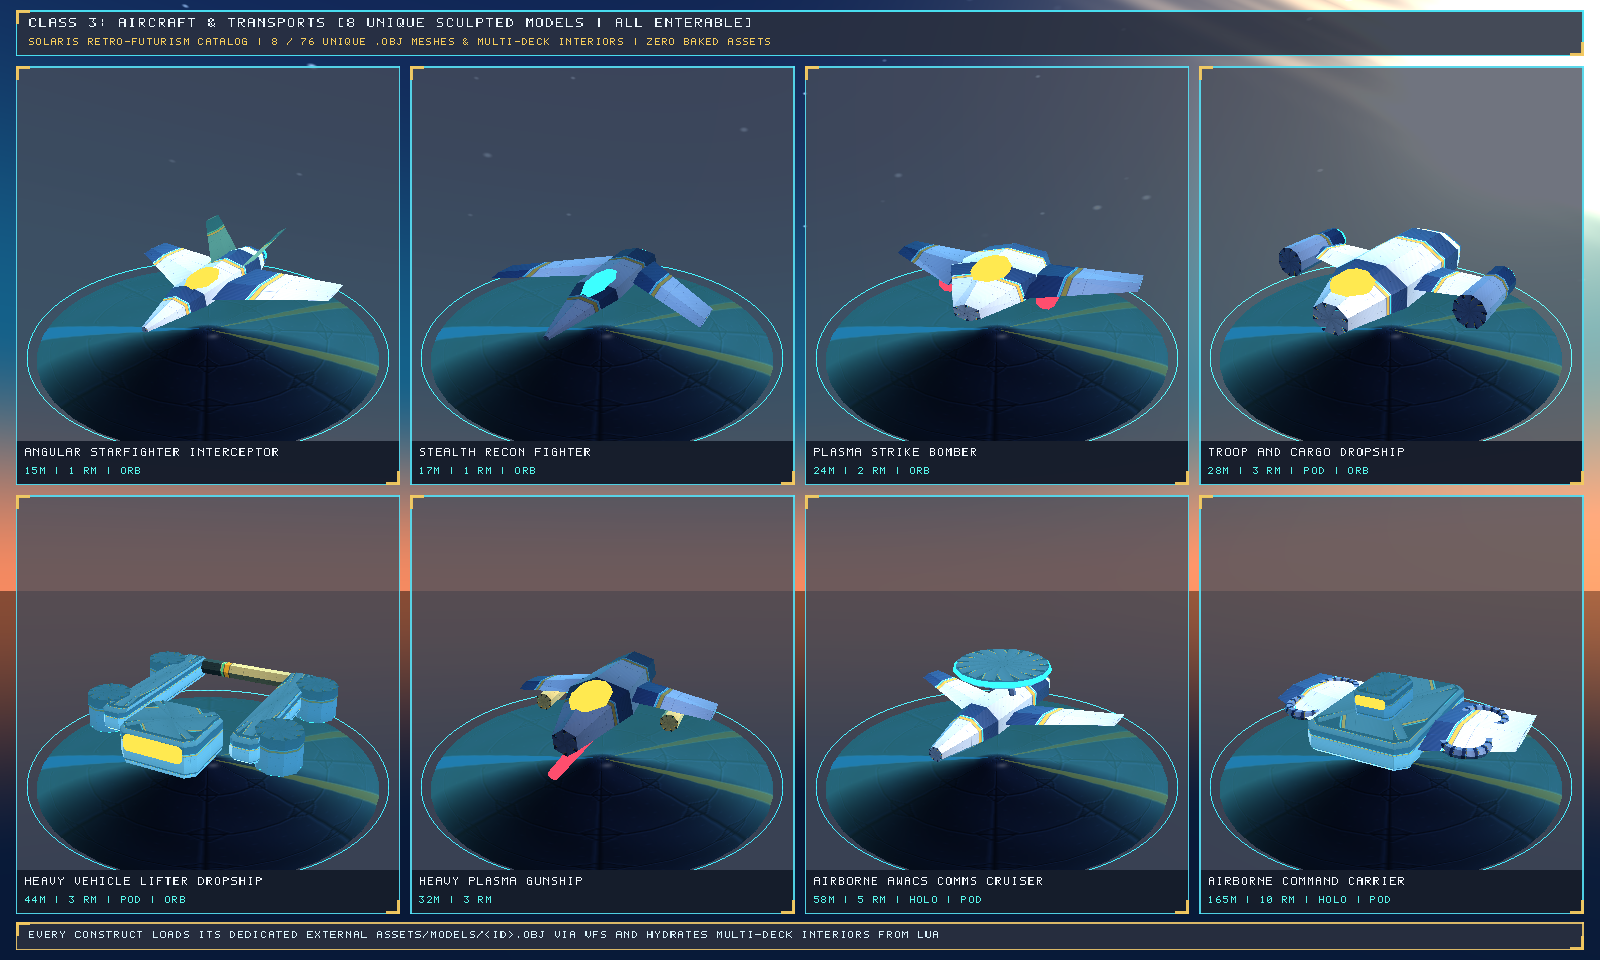 CLASS 3: AIRCRAFT & TRANSPORTS [8 UNIQUE SCULPTED MODELS | ALL ENTERABLE]
SOLARIS RETRO-FUTURISM CATALOG | 8 / 76 UNIQUE .OBJ MESHES & MULTI-DECK INTERIORS | ZERO BAKED ASSETS
ANGULAR STARFIGHTER INTERCEPTOR
15M | 1 RM | ORB
STEALTH RECON FIGHTER
17M | 1 RM | ORB
PLASMA STRIKE BOMBER
24M | 2 RM | ORB
TROOP AND CARGO DROPSHIP
28M | 3 RM | POD | ORB
HEAVY VEHICLE LIFTER DROPSHIP
44M | 3 RM | POD | ORB
HEAVY PLASMA GUNSHIP
32M | 3 RM
AIRBORNE AWACS COMMS CRUISER
58M | 5 RM | HOLO | POD
AIRBORNE COMMAND CARRIER
165M | 10 RM | HOLO | POD
EVERY CONSTRUCT LOADS ITS DEDICATED EXTERNAL ASSETS/MODELS/<ID>.OBJ VIA VFS AND HYDRATES MULTI-DECK INTERIORS FROM LUA